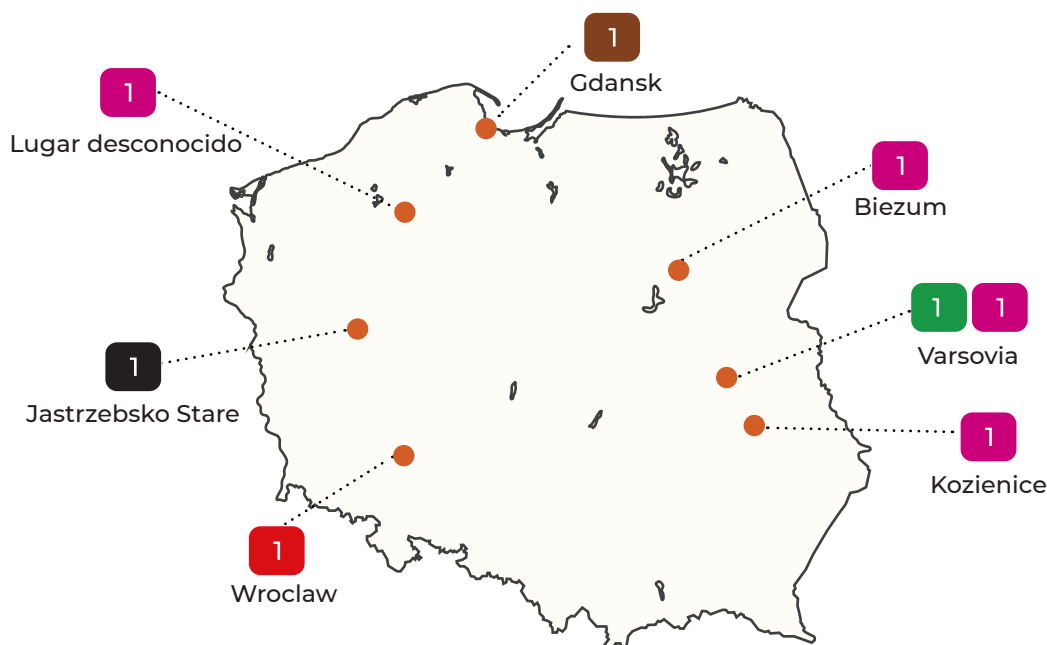 1
Gdansk
1
Lugar desconocido
1
Biezum
1 1
Varsovia
1
Jastrzebsko Stare
1
Kozienice
1
Wroclaw